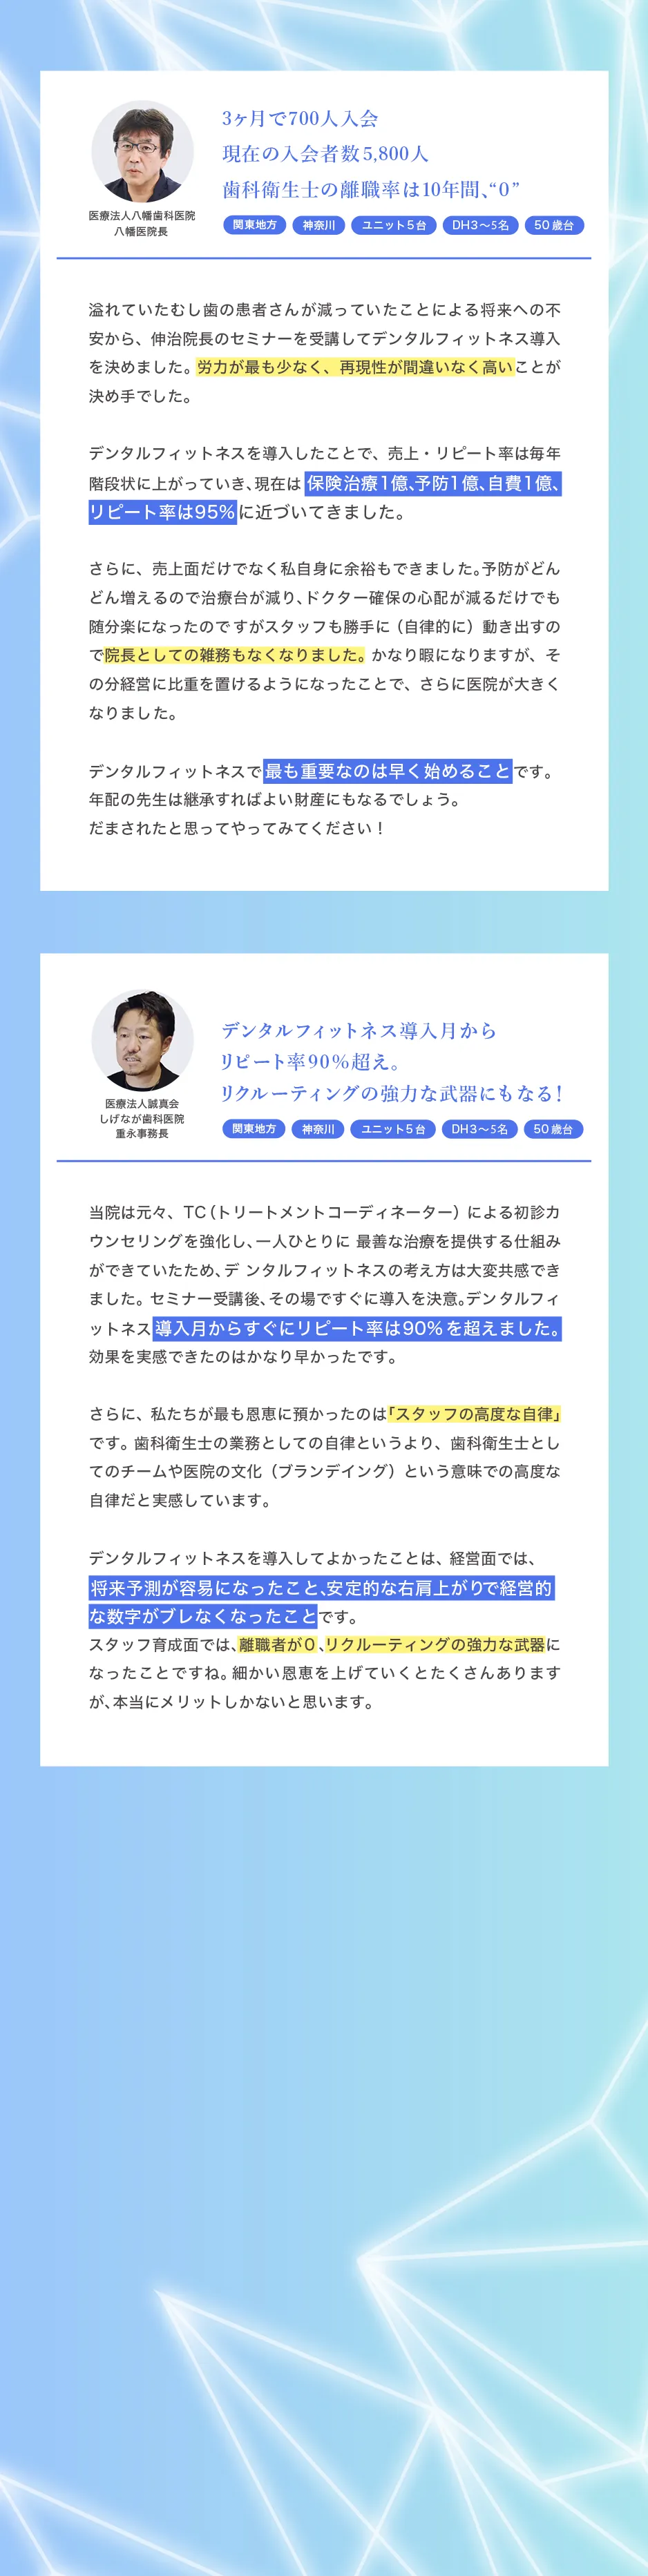 3ヶ月で700人入会
現在の入会者数5,800人
歯科衛生士の離職率は10年間、“0”
医療法人八幡歯科医院
八幡医院長
関東地方 神奈川 ユニット5台 DH3〜5名 50歳台
溢れていたむし歯の患者さんが減っていたことによる将来への不
安から、伸治院長のセミナーを受講してデンタルフィットネス導入
を決めました。労力が最も少なく、再現性が間違いなく高いことが
決め手でした。
デンタルフィットネスを導入したことで、売上・リピート率は毎年
階段状に上がっていき、現在は 保険治療1億、予防1億、自費1億、
リピート率は95%に近づいてきました。
さらに、売上面だけでなく私自身に余裕もできました。予防がどん
どん増えるので治療台が減り、ドクター確保の心配が減るだけでも
随分楽になったのですがスタッフも勝手に（自律的に）動き出すの
で院長としての雑務もなくなりました。かなり暇になりますが、そ
の分経営に比重を置けるようになったことで、さらに医院が大きく
なりました。
デンタルフィットネスで最も重要なのは早く始めることです。
年配の先生は継承すればよい財産にもなるでしょう。
だまされたと思ってやってみてください！
デンタルフィットネス導入月から
リピート率90％超え。
リクルーティングの強力な武器にもなる！
医療法人誠真会
しげなが歯科医院
重永事務長
関東地方 神奈川 ユニット5台 DH3〜5名 50歳台
当院は元々、TC（トリートメントコーディネーター）による初診カ
ウンセリングを強化し、一人ひとりに 最善な治療を提供する仕組み
ができていたため、デ ンタルフィットネスの考え方は大変共感でき
ました。セミナー受講後、その場ですぐに導入を決意。デンタルフィ
ットネス導入月からすぐにリピート率は90%を超えました。
効果を実感できたのはかなり早かったです。
さらに、私たちが最も恩恵に預かったのは「スタッフの高度な自律」
です。歯科衛生士の業務としての自律というより、歯科衛生士とし
てのチームや医院の文化（ブランデイング）という意味での高度な
自律だと実感しています。
デンタルフィットネスを導入してよかったことは、経営面では、
将来予測が容易になったこと、安定的な右肩上がりで経営的
な数字がブレなくなったことです。
スタッフ育成面では、離職者が０、リクルーティングの強力な武器に
なったことですね。細かい恩恵を上げていくとたくさんあります
が、本当にメリットしかないと思います。